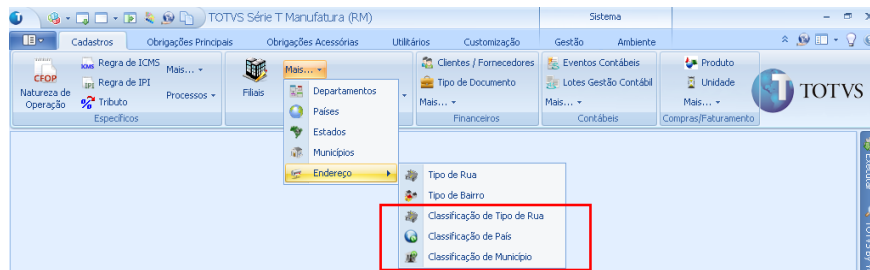 TOTVS Série T Manufatura (RM) Sistema
Cadastros Obrigações Principais Obrigações Acessórias Utilitários Customização Gestão Ambiente
CFOP
Natureza de Operação
ICMS Regra de ICMS
IPI Regra de IPI
Tributo
Mais...
Processos
Específicos
Filiais
Mais...
Departamentos
Países
Estados
Municípios
Endereço
Tipo de Rua
Tipo de Bairro
Classificação de Tipo de Rua
Classificação de País
Classificação de Município
Clientes / Fornecedores
Tipo de Documento
Mais...
Financeiros
Eventos Contábeis
Lotes Gestão Contábil
Mais...
Contábeis
Produto
Unidade
Mais...
Compras/Faturamento
TOTVS
Executar